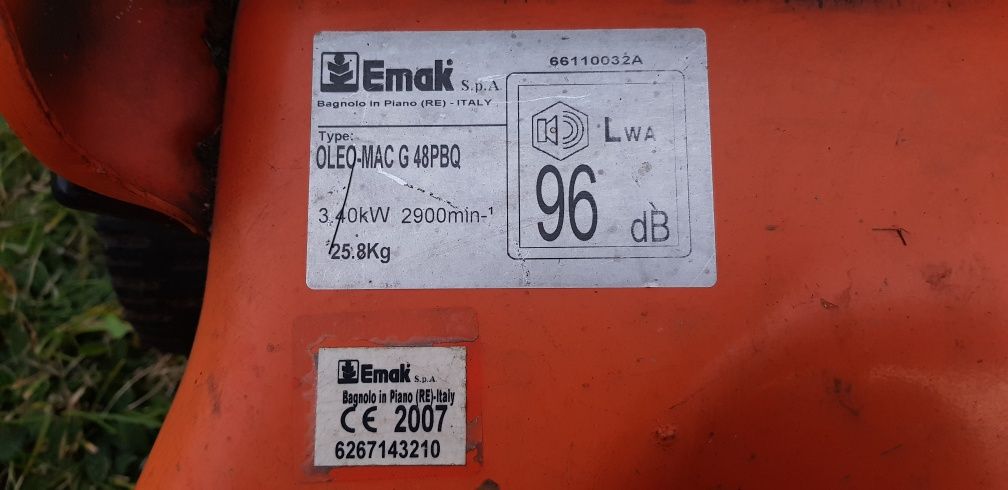 Emak S.p.A
Bagnolo in Piano (RE) - ITALY
66110032A
Type:
OLEO-MAC G 48PBQ
3.40kW 2900min-¹
25.8Kg
LWA
96 dB
Emak S.p.A.
Bagnolo in Piano (RE)-Italy
CE 2007
6267143210